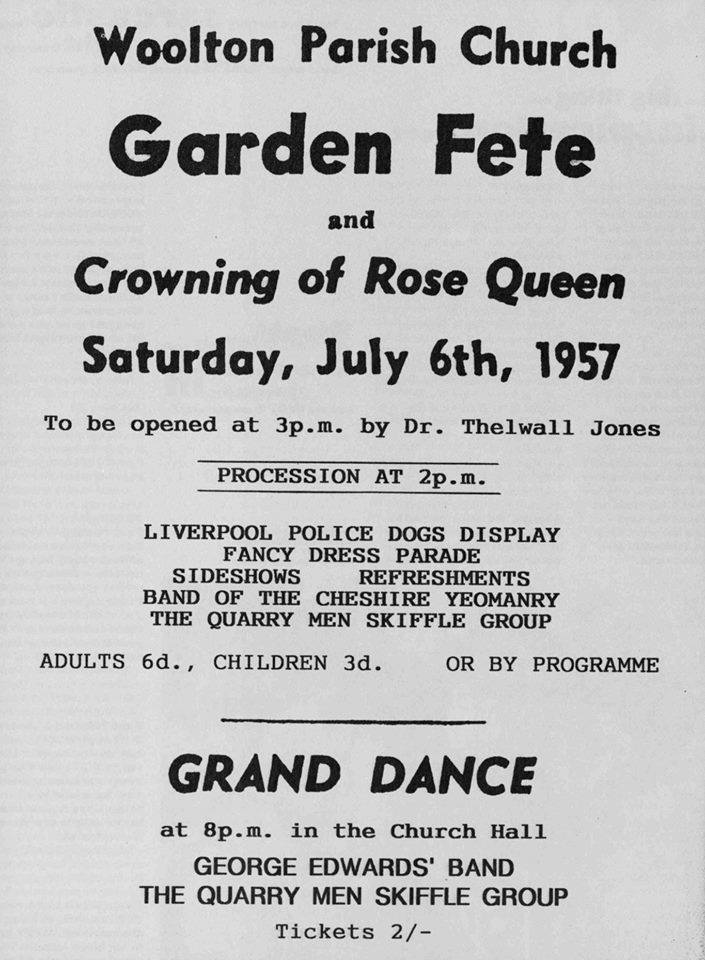 Woolton Parish Church
Garden Fete
and
Crowning of Rose Queen
Saturday, July 6th, 1957
To be opened at 3p.m. by Dr. Thelwall Jones
PROCESSION AT 2p.m.
LIVERPOOL POLICE DOGS DISPLAY
FANCY DRESS PARADE
SIDESHOWS REFRESHMENTS
BAND OF THE CHESHIRE YEOMANRY
THE QUARRY MEN SKIFFLE GROUP
ADULTS 6d., CHILDREN 3d. OR BY PROGRAMME
GRAND DANCE
at 8p.m. in the Church Hall
GEORGE EDWARDS' BAND
THE QUARRY MEN SKIFFLE GROUP
Tickets 2/-